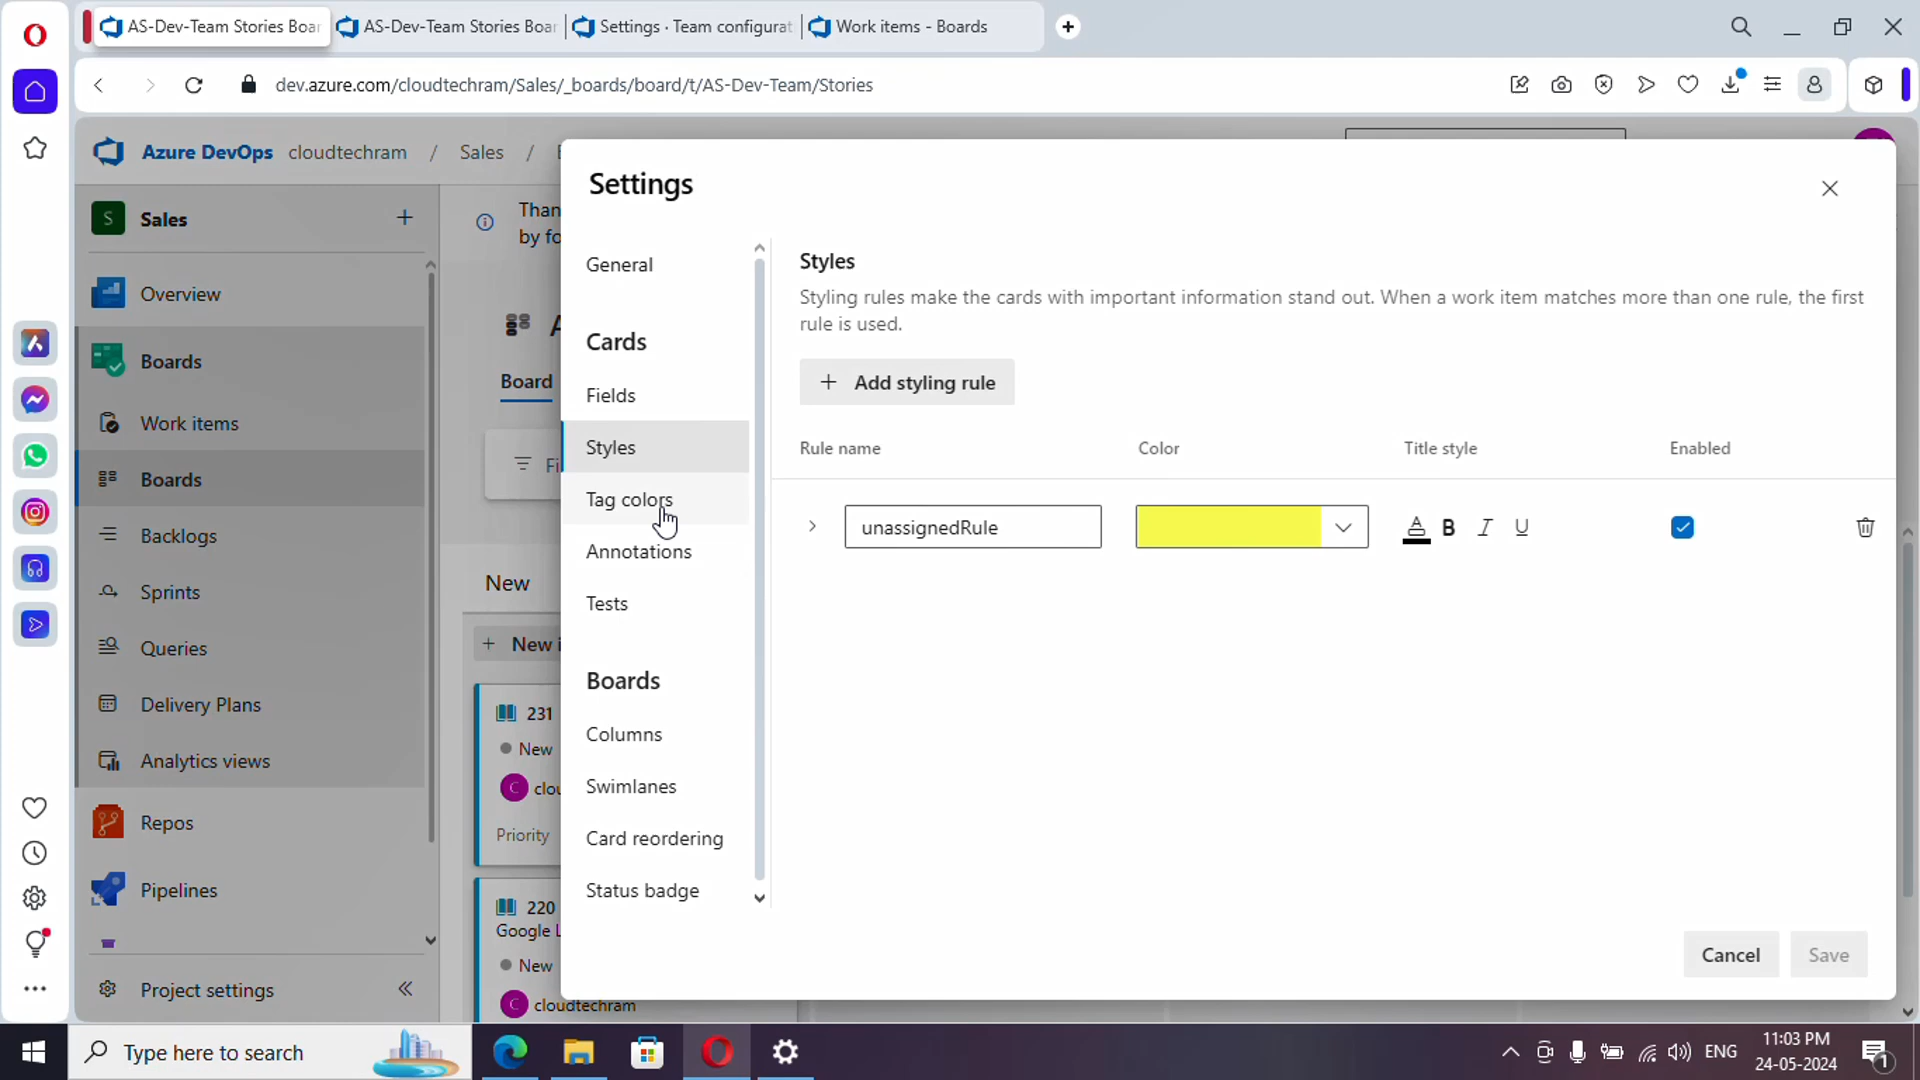 AS-Dev-Team Stories Boar
AS-Dev-Team Stories Boar
Settings · Team configurat
Work items - Boards
dev.azure.com/cloudtechram/Sales/_boards/board/t/AS-Dev-Team/Stories
Azure DevOps cloudtechram / Sales /
S Sales
Overview
Boards
Work items
Boards
Backlogs
Sprints
Queries
Delivery Plans
Analytics views
Repos
Pipelines
Project settings
Than
by fo
Board
New
New i
231
New
C clou
Priority
220
Google L
New
C cloudtechram
Settings
General
Cards
Fields
Styles
Tag colors
Annotations
Tests
Boards
Columns
Swimlanes
Card reordering
Status badge
Styles
Styling rules make the cards with important information stand out. When a work item matches more than one rule, the first
rule is used.
Add styling rule
Rule name Color Title style Enabled
unassignedRule A B I U
Cancel Save
Type here to search
ENG
11:03 PM
24-05-2024
1